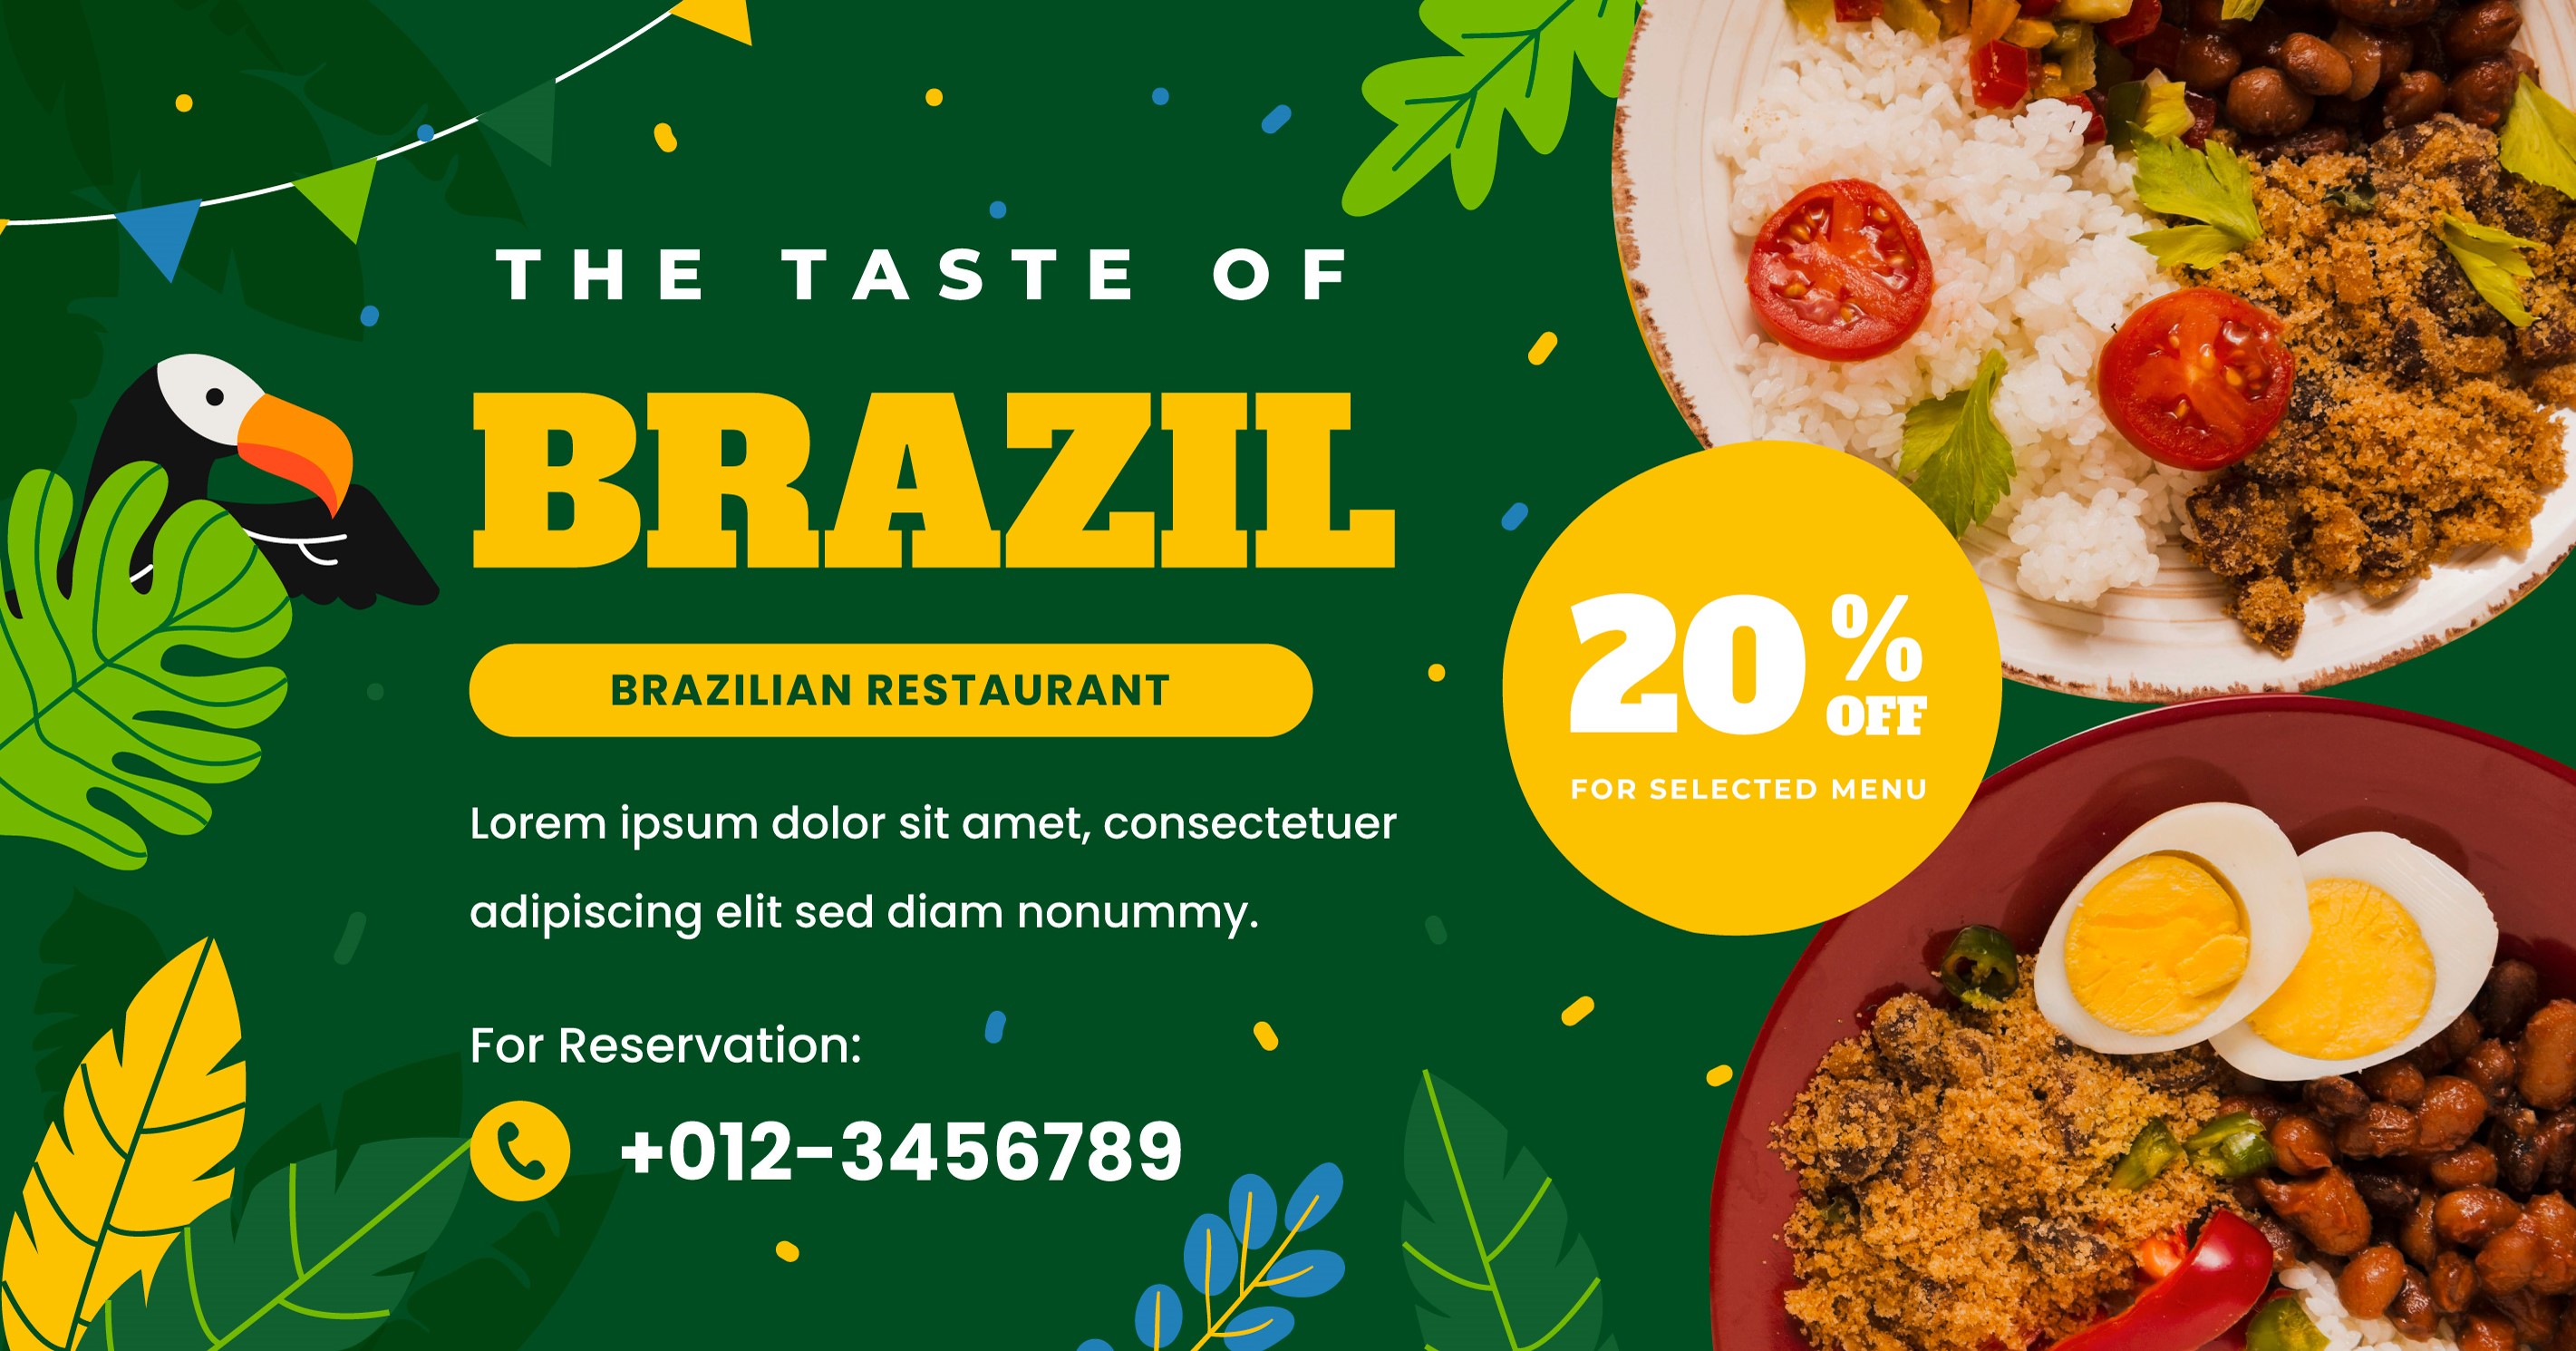 THE TASTE OF
BRAZIL
BRAZILIAN RESTAURANT
Lorem ipsum dolor sit amet, consectetuer
adipiscing elit sed diam nonummy.
For Reservation:
+012-3456789
20%
OFF
FOR SELECTED MENU